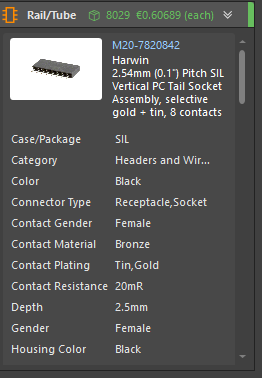 Rail/Tube 8029 €0.60689 (each)
M20-7820842
Harwin
2.54mm (0.1") Pitch SIL
Vertical PC Tail Socket
Assembly, selective
gold + tin, 8 contacts
Case/Package SIL
Category Headers and Wir...
Color Black
Connector Type Receptacle,Socket
Contact Gender Female
Contact Material Bronze
Contact Plating Tin,Gold
Contact Resistance 20mR
Depth 2.5mm
Gender Female
Housing Color Black